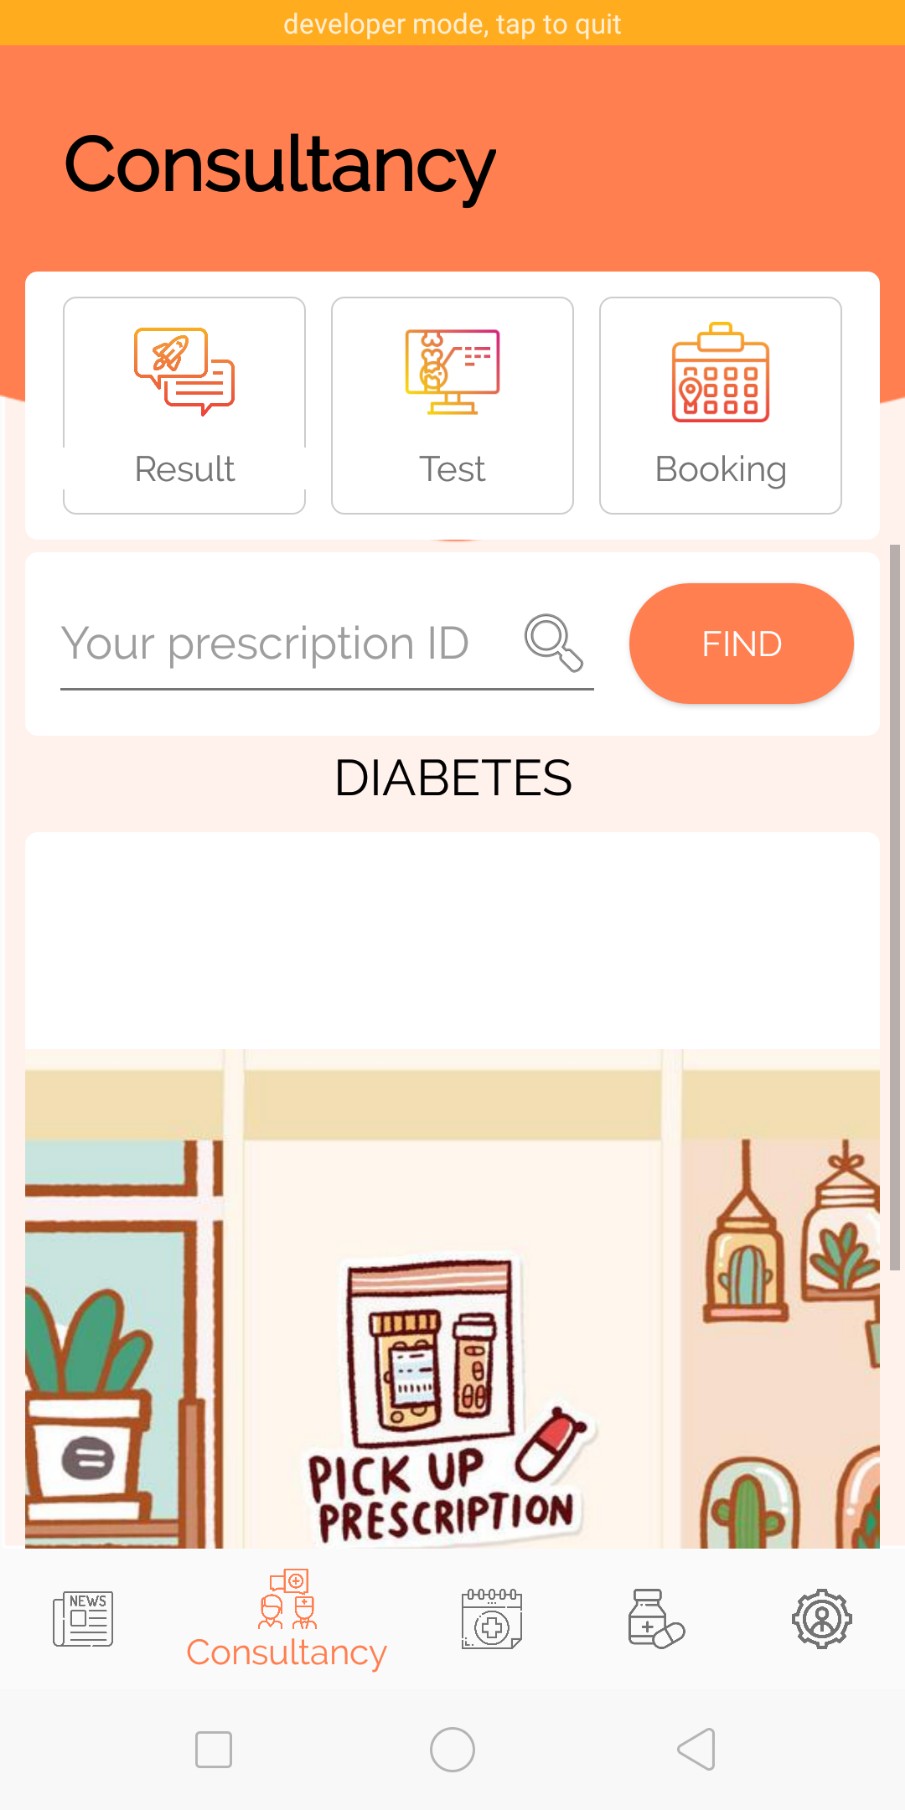 developer mode, tap to quit
Consultancy
Result
Test
Booking
Your prescription ID
FIND
DIABETES
PICK UP
PRESCRIPTION
NEWS
Consultancy